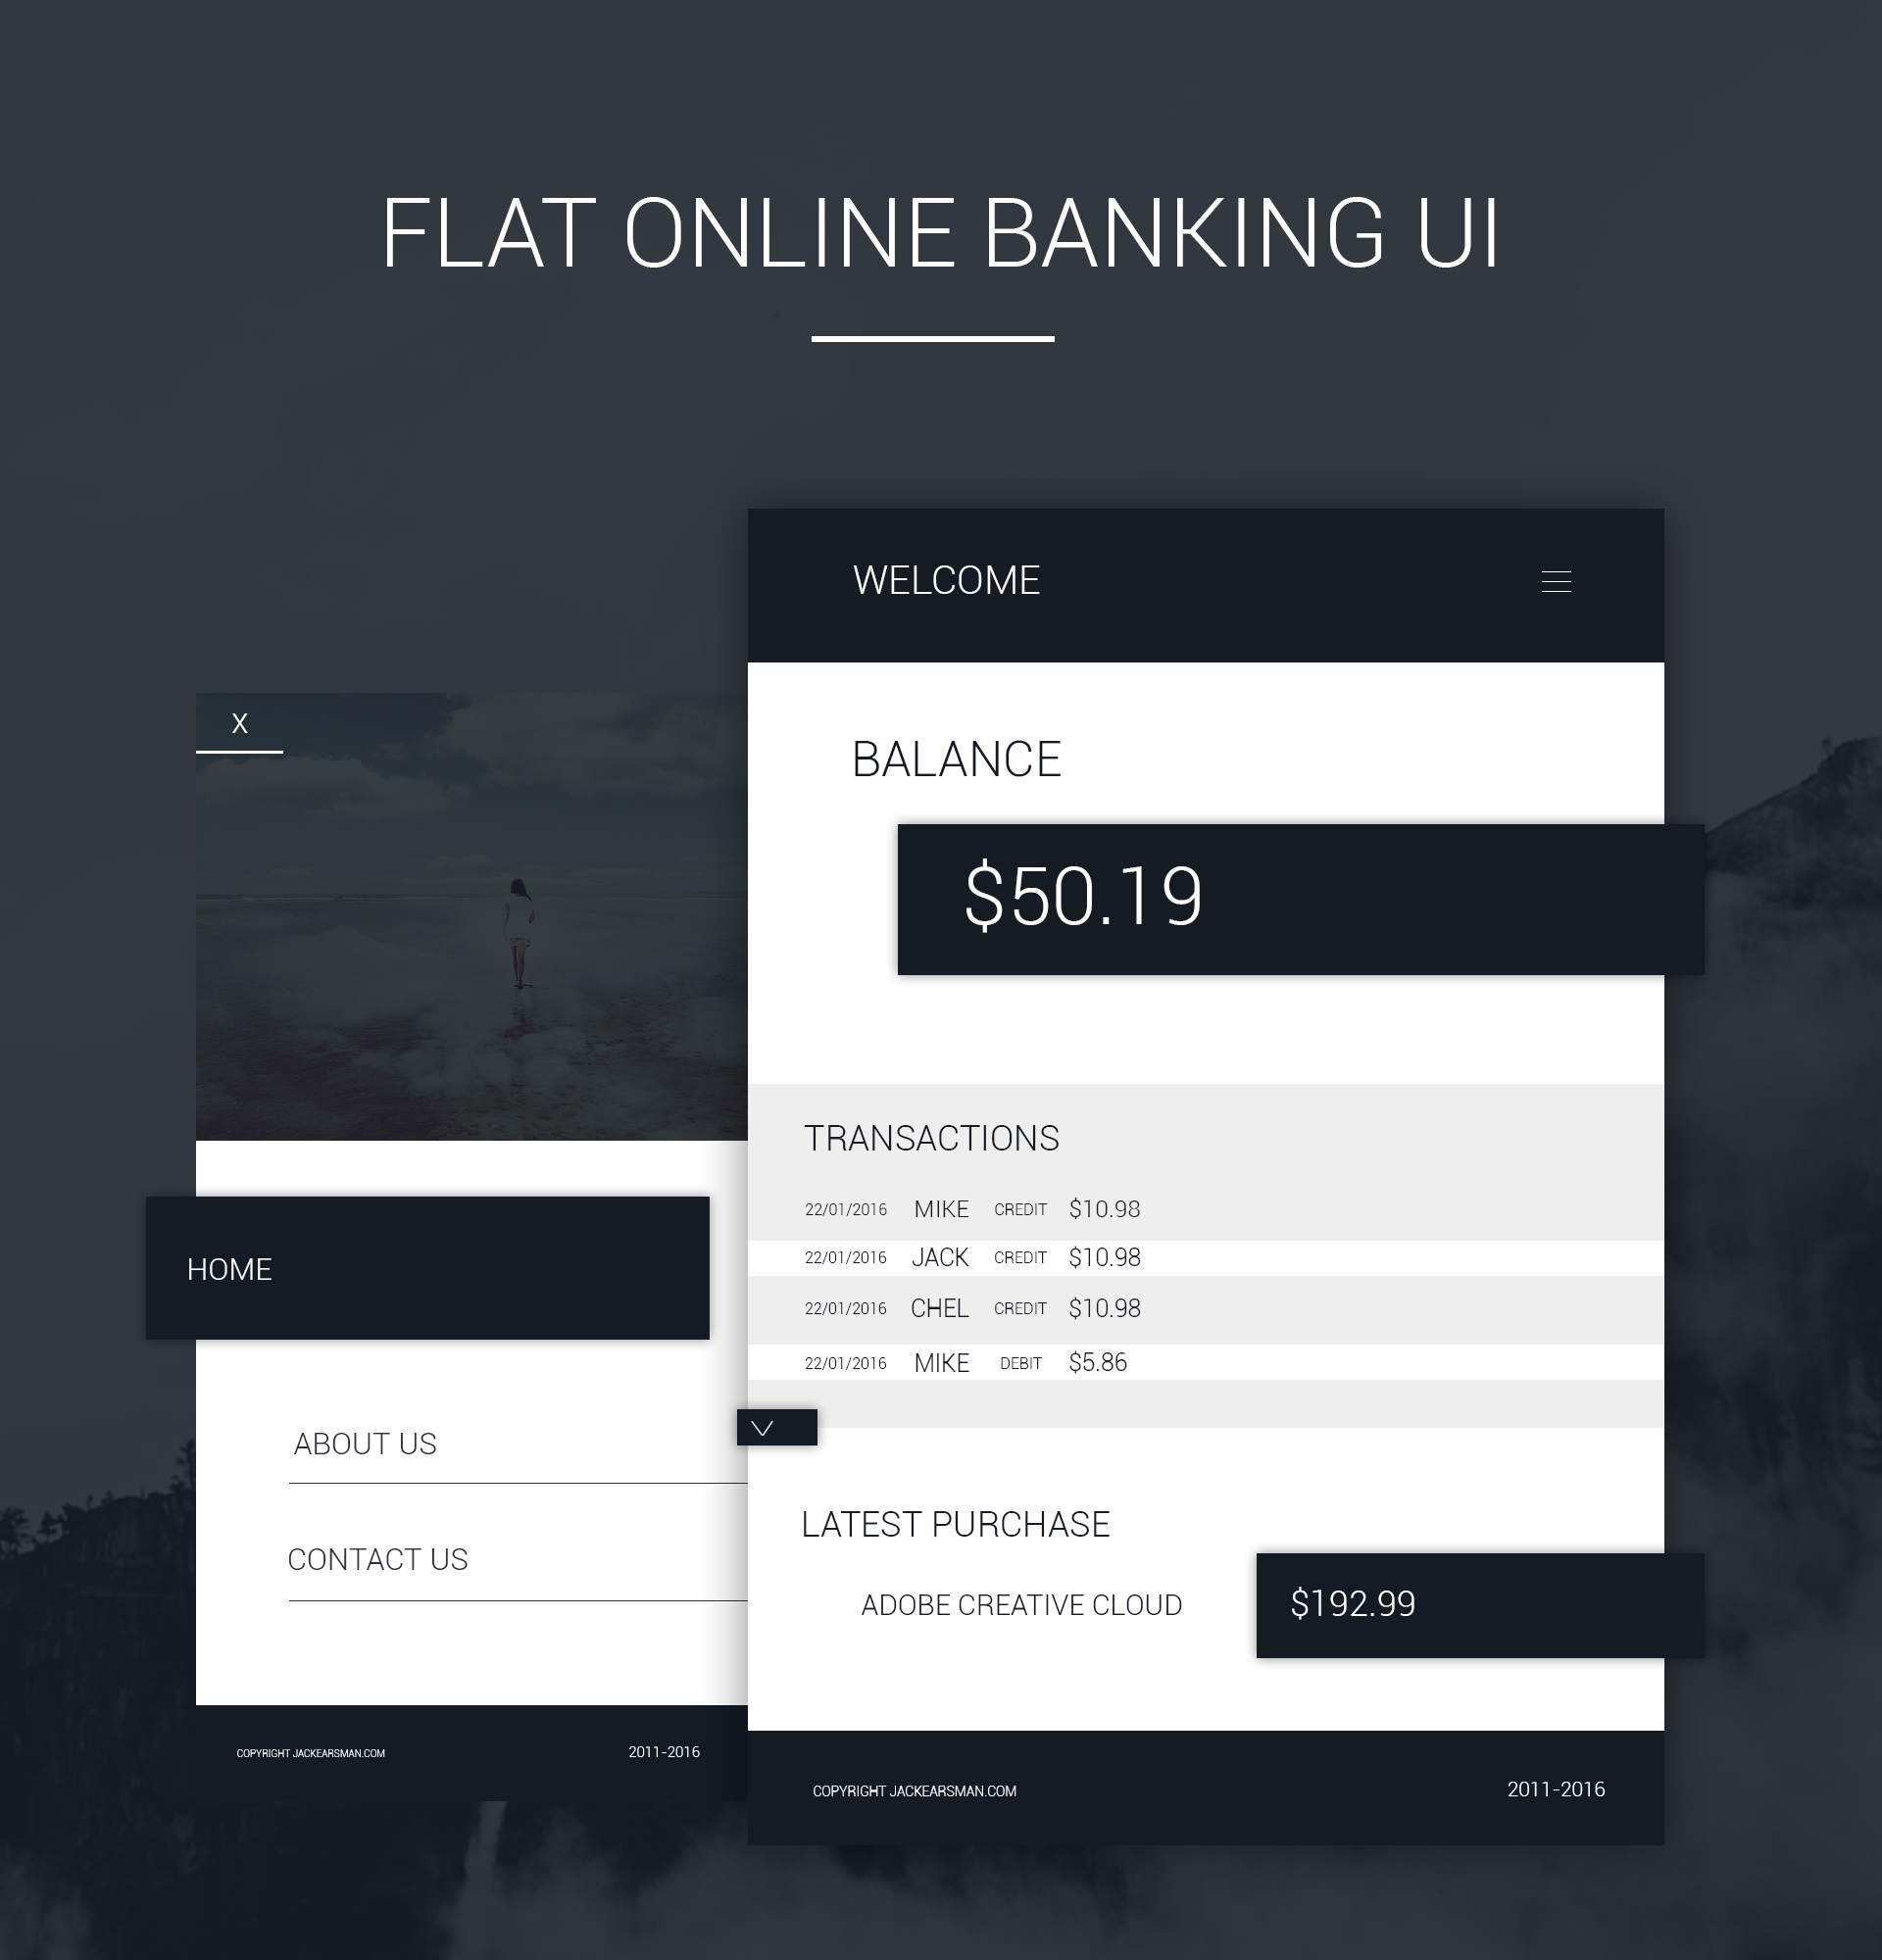 FLAT ONLINE BANKING UI
WELCOME
BALANCE
$50.19
TRANSACTIONS
22/01/2016 MIKE CREDIT $10.98
22/01/2016 JACK CREDIT $10.98
22/01/2016 CHEL CREDIT $10.98
22/01/2016 MIKE DEBIT $5.86
LATEST PURCHASE
ADOBE CREATIVE CLOUD $192.99
COPYRIGHT JACKEARSMAN.COM 2011-2016
X
HOME
ABOUT US
CONTACT US
COPYRIGHT JACKEARSMAN.COM 2011-2016